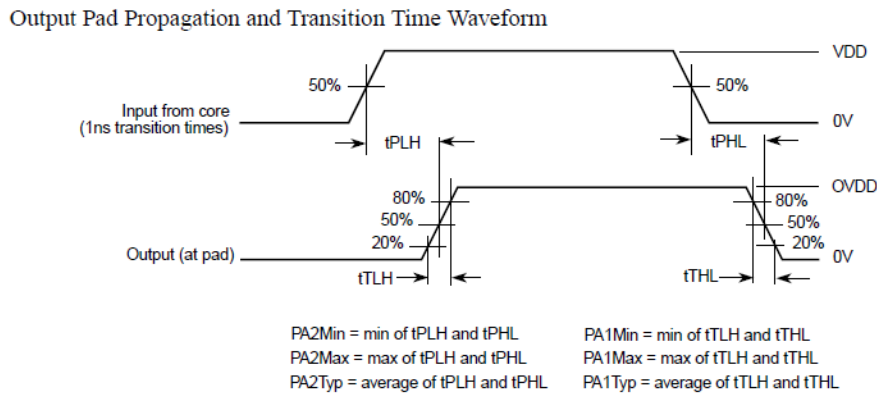 Output Pad Propagation and Transition Time Waveform
VDD
50%
50%
Input from core
(1ns transition times)
0V
tPLH
tPHL
OVDD
80%
80%
50%
50%
20%
20%
Output (at pad)
0V
tTLH
tTHL
PA2Min = min of tPLH and tPHL
PA2Max = max of tPLH and tPHL
PA2Typ = average of tPLH and tPHL
PA1Min = min of tTLH and tTHL
PA1Max = max of tTLH and tTHL
PA1Typ = average of tTLH and tTHL